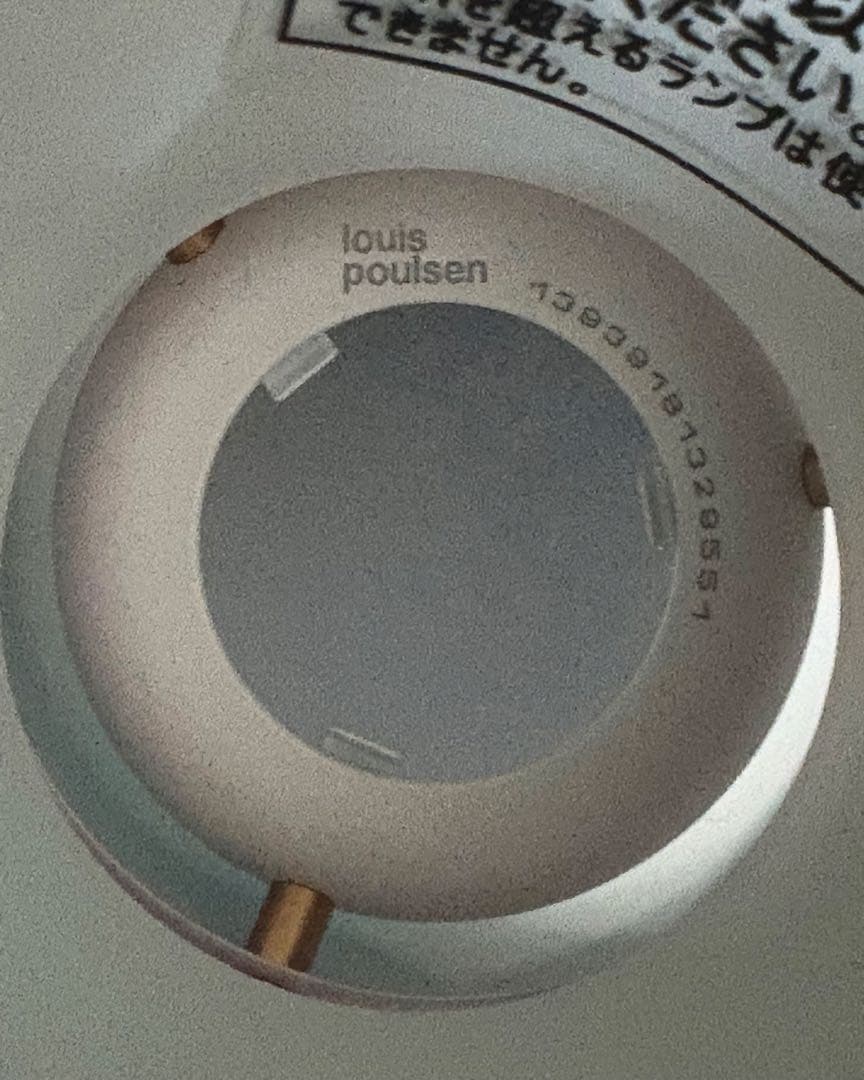 ください。
を超えるランプは使
できません。
louis
poulsen